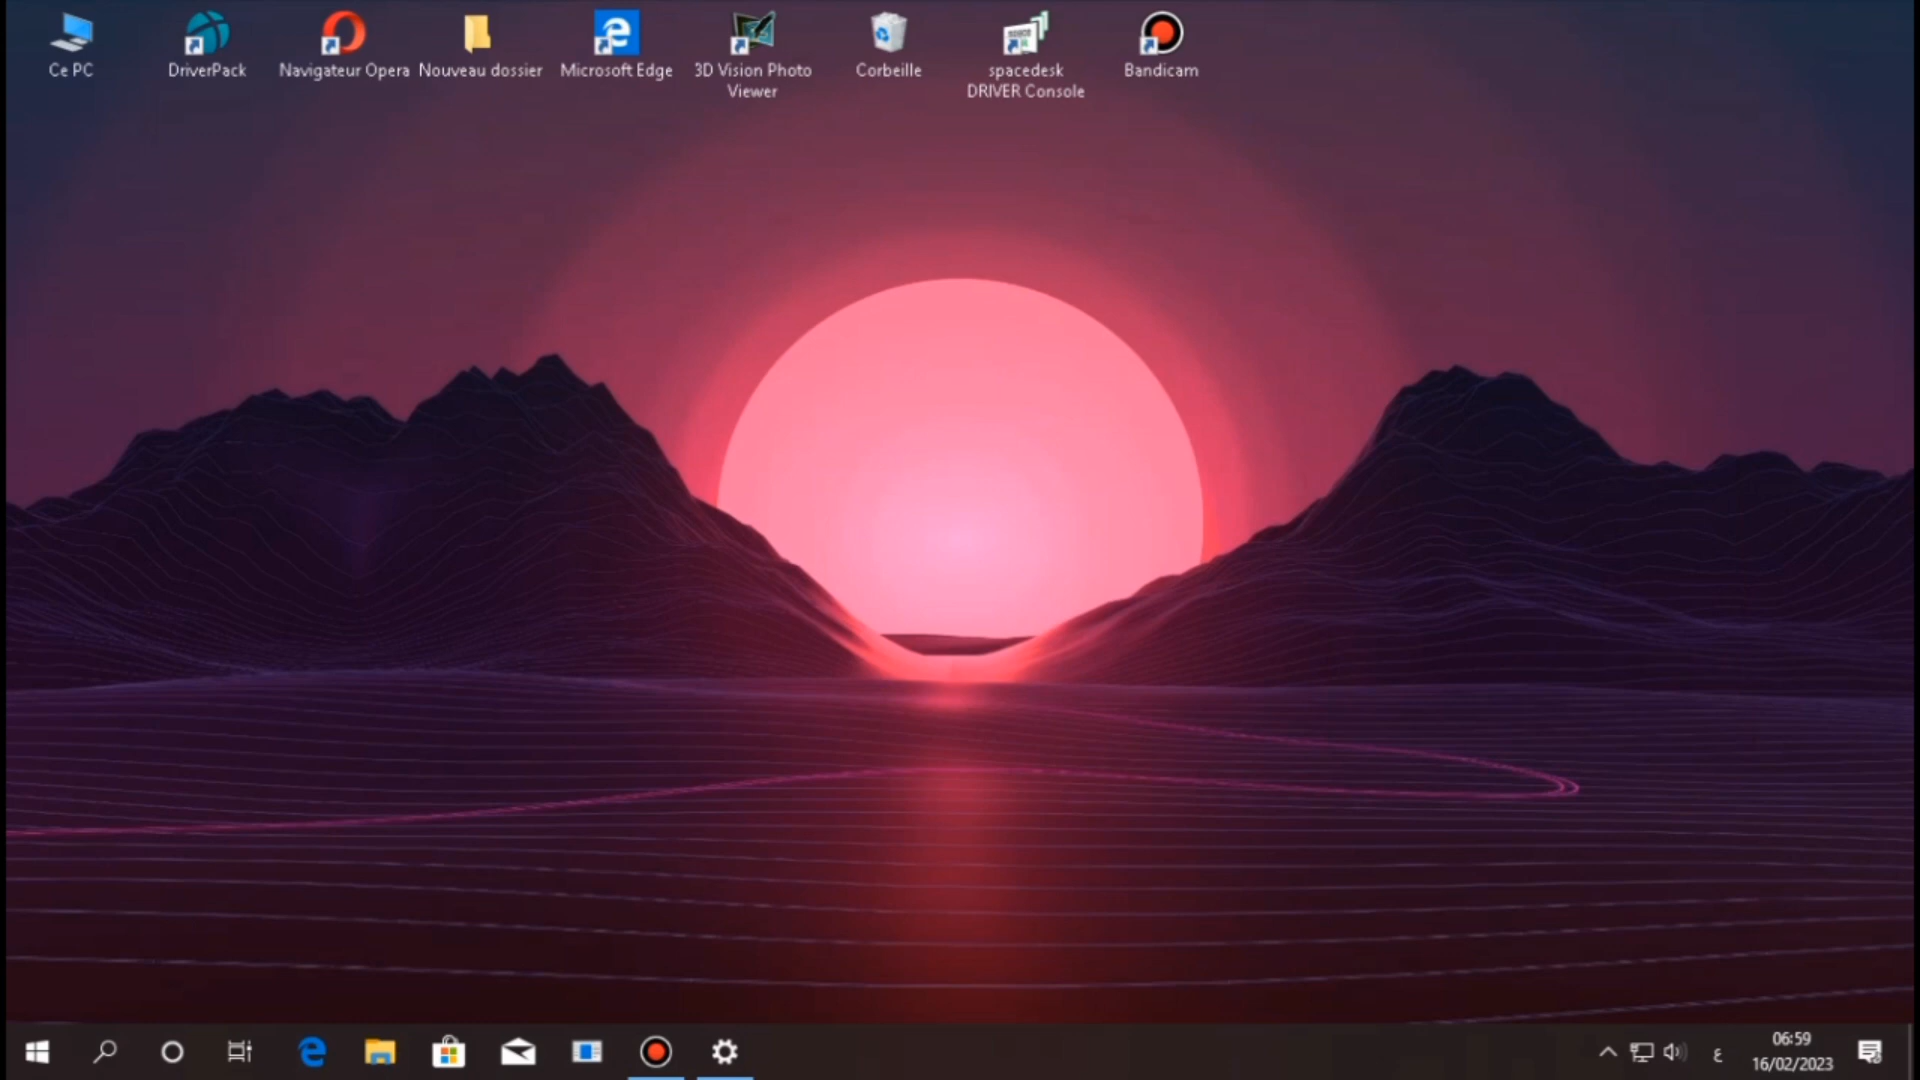 Ce PC
DriverPack
Navigateur Opera
Nouveau dossier
Microsoft Edge
3D Vision Photo
Viewer
Corbeille
spacedesk
DRIVER Console
Bandicam
ع
06:59
16/02/2023